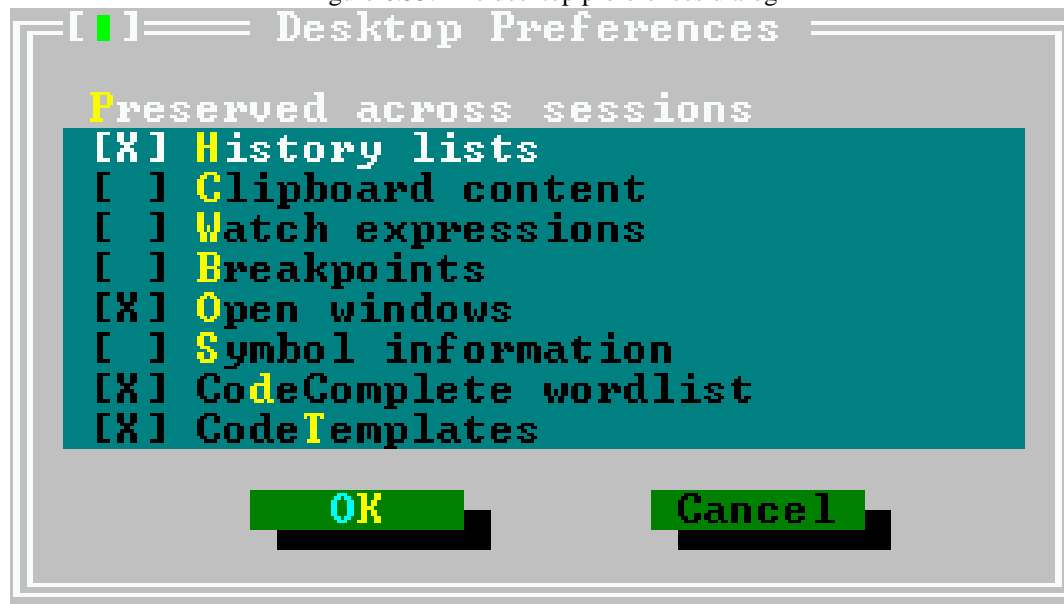 [ ] Desktop Preferences
Preserved across sessions
[X] History lists
[ ] Clipboard content
[ ] Watch expressions
[ ] Breakpoints
[X] Open windows
[ ] Symbol information
[X] CodeComplete wordlist
[X] CodeTemplates
OK Cancel